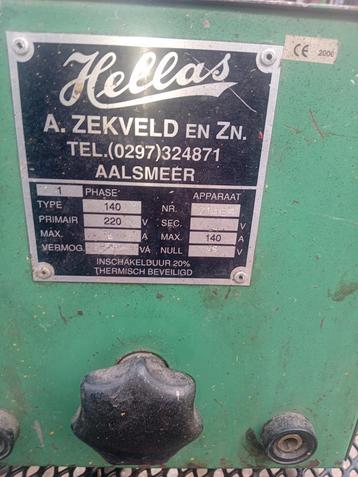 Hellas
CE 2000
A. ZEKVELD EN ZN.
TEL.(0297)324871
AALSMEER
1 PHASE APPARAAT
TYPE 140 NR.
PRIMAIR 220 V SEC. V
MAX. A MAX. 140 A
VERMOG. VA NULL V
INSCHAKELDUUR 20%
THERMISCH BEVEILIGD